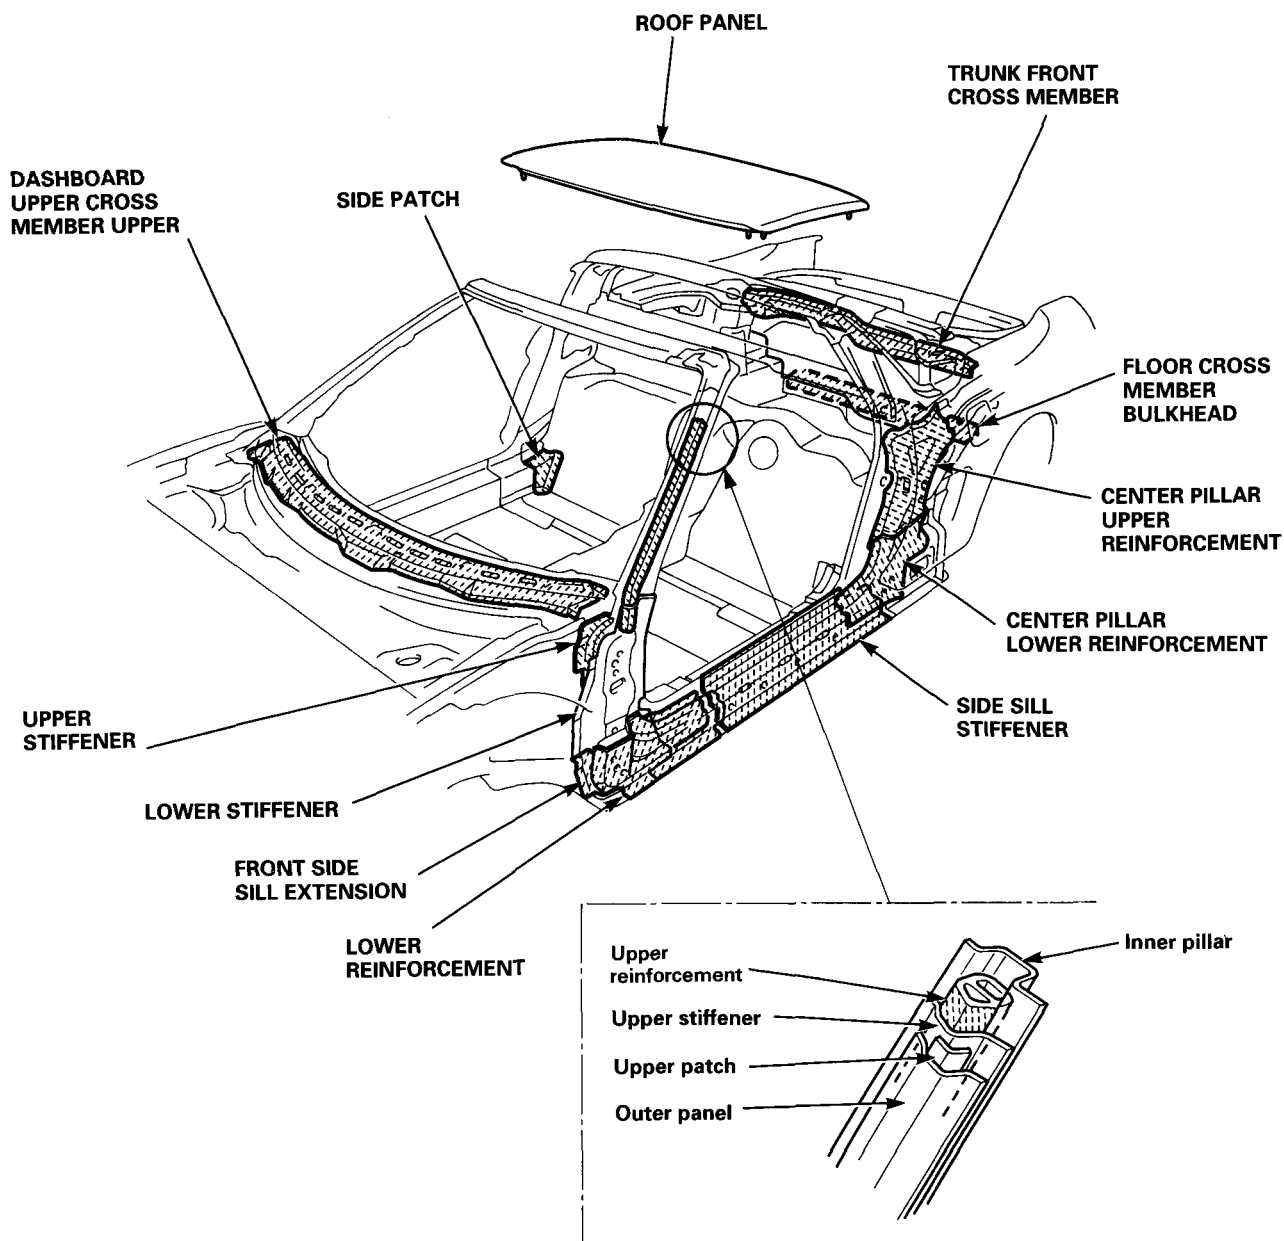 ROOF PANEL
TRUNK FRONT
CROSS MEMBER
DASHBOARD
UPPER CROSS
MEMBER UPPER
SIDE PATCH
FLOOR CROSS
MEMBER
BULKHEAD
CENTER PILLAR
UPPER
REINFORCEMENT
CENTER PILLAR
LOWER REINFORCEMENT
SIDE SILL
STIFFENER
UPPER
STIFFENER
LOWER STIFFENER
FRONT SIDE
SILL EXTENSION
LOWER
REINFORCEMENT
Upper
reinforcement
Inner pillar
Upper stiffener
Upper patch
Outer panel